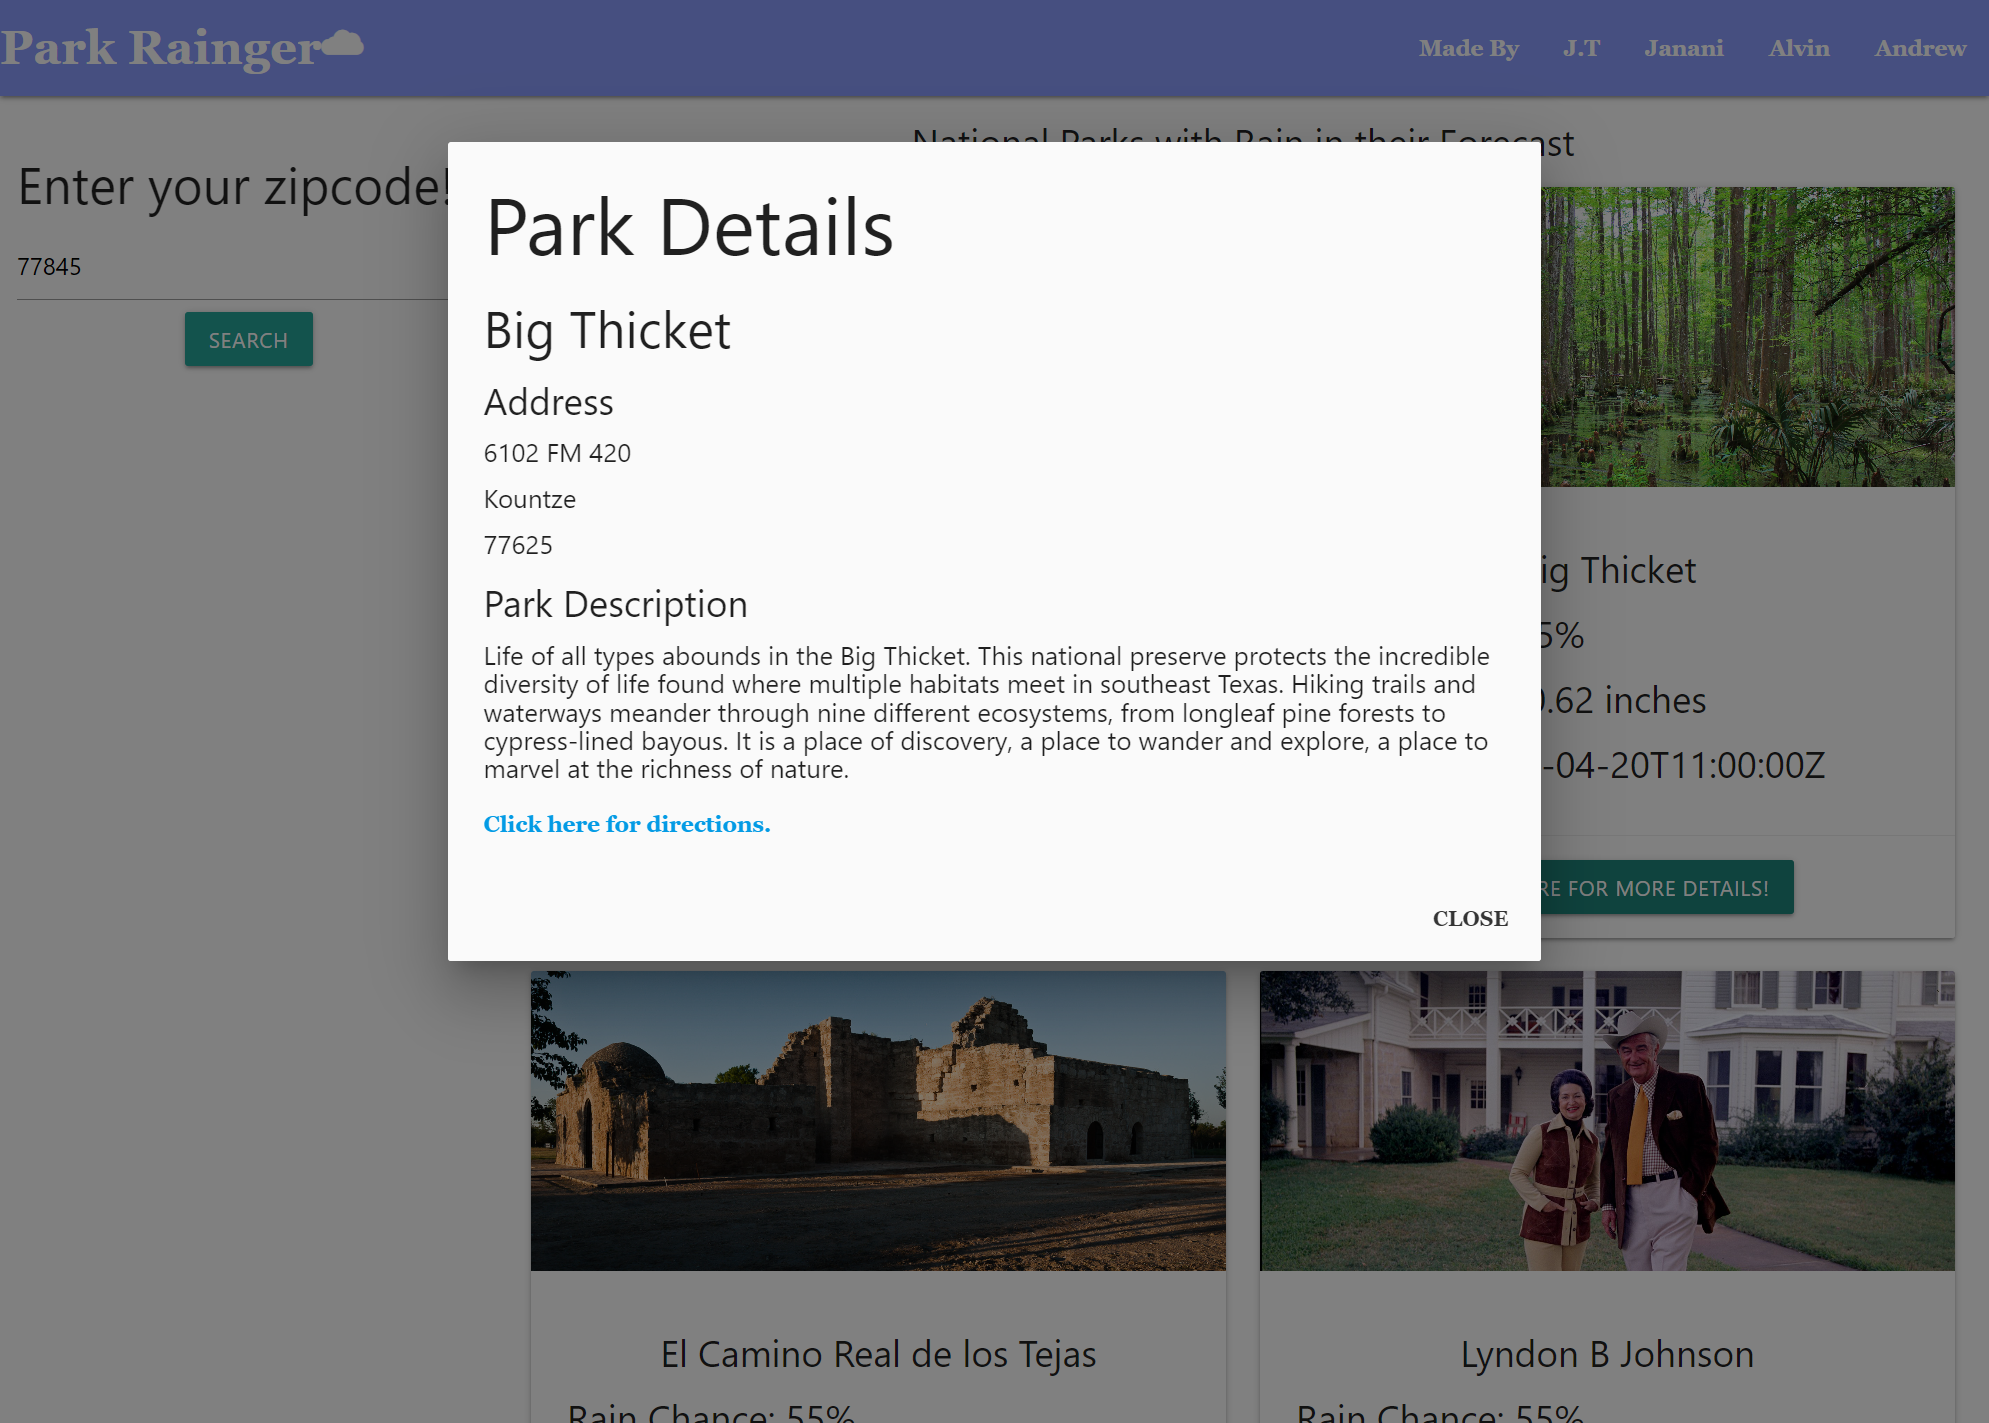 Park Rainger
Made By J.T Janani Alvin Andrew
National Parks with Rain in their Forecast
Enter your zipcode!
77845
SEARCH
Park Details
Big Thicket
Address
6102 FM 420
Kountze
77625
Park Description
Life of all types abounds in the Big Thicket. This national preserve protects the incredible
diversity of life found where multiple habitats meet in southeast Texas. Hiking trails and
waterways meander through nine different ecosystems, from longleaf pine forests to
cypress-lined bayous. It is a place of discovery, a place to wander and explore, a place to
marvel at the richness of nature.
Click here for directions.
CLOSE
ig Thicket
5%
.62 inches
-04-20T11:00:00Z
RE FOR MORE DETAILS!
El Camino Real de los Tejas
Rain Chance: 55%
Lyndon B Johnson
Rain Chance: 55%